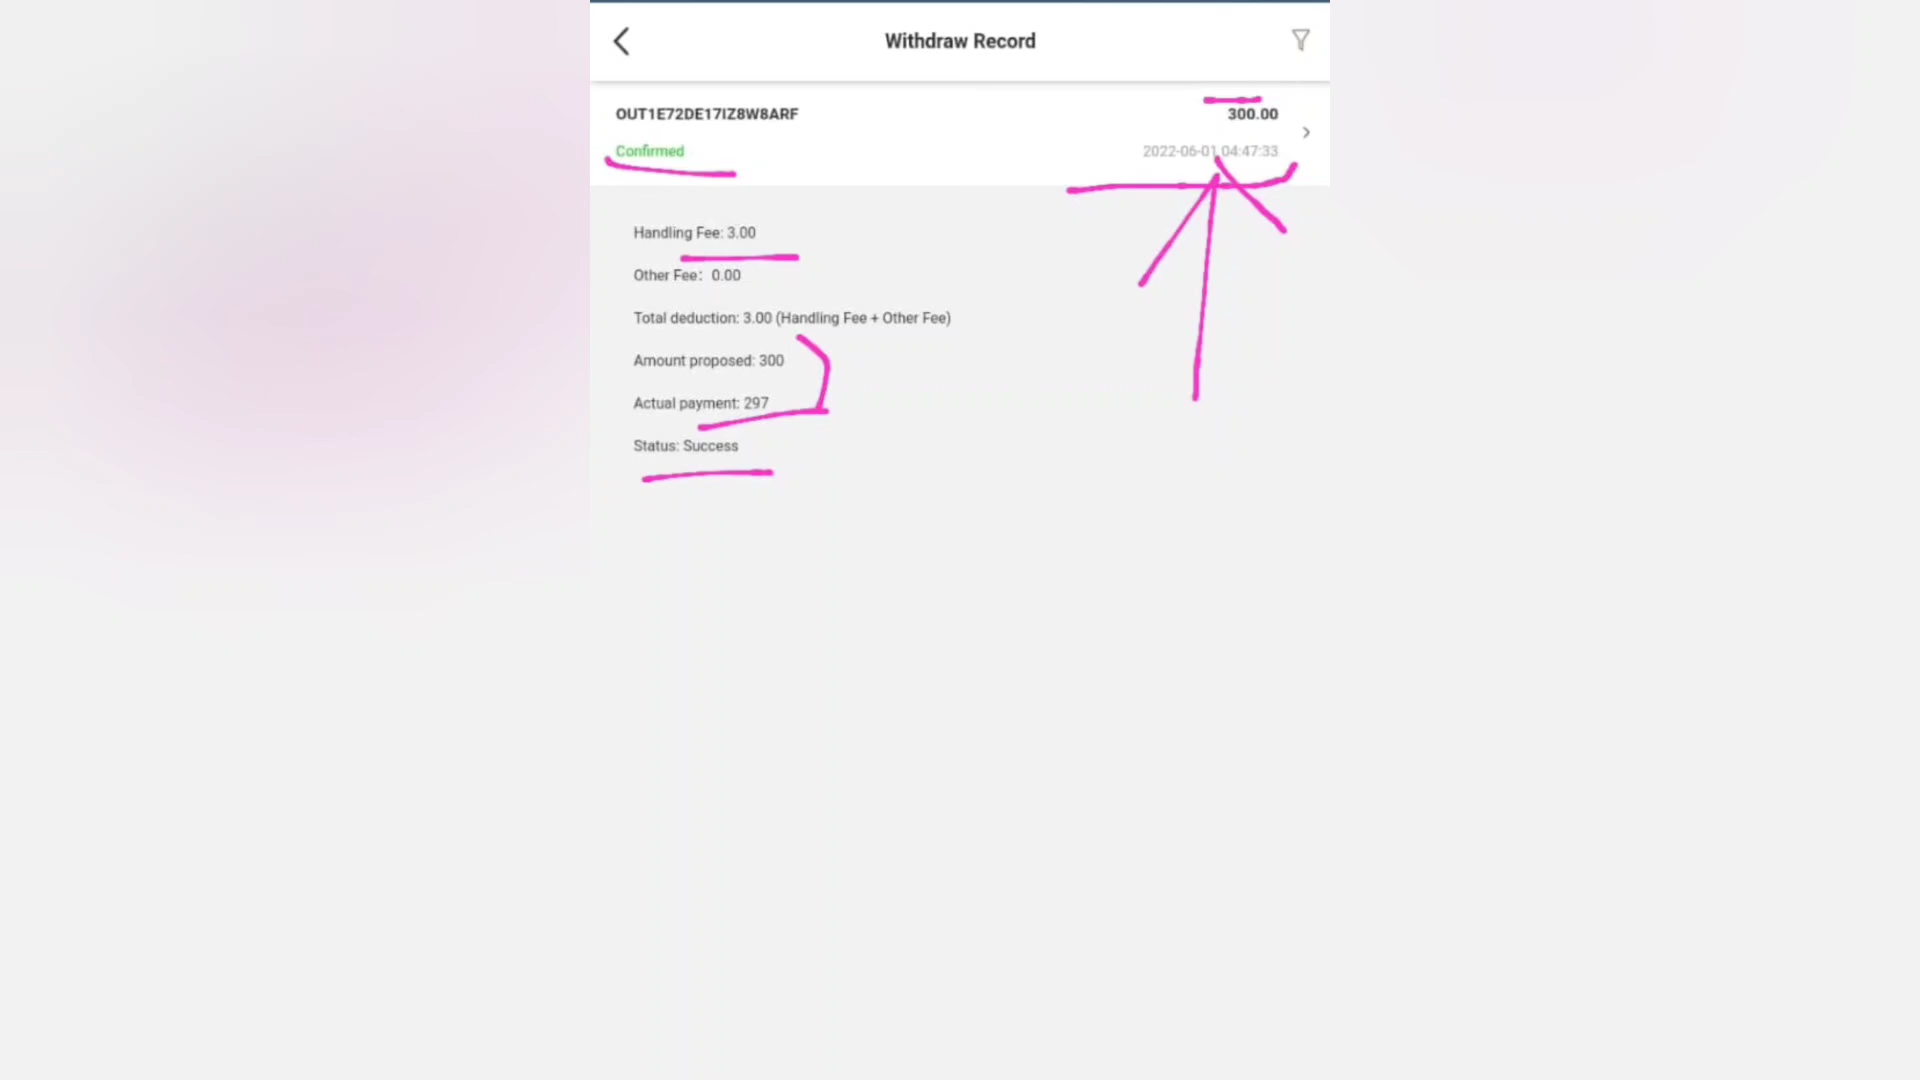 Withdraw Record
OUT1E72DE17IZ8W8ARF 300.00
Confirmed 2022-06-01 04:47:33
Handling Fee: 3.00
Other Fee: 0.00
Total deduction: 3.00 (Handling Fee + Other Fee)
Amount proposed: 300
Actual payment: 297
Status: Success